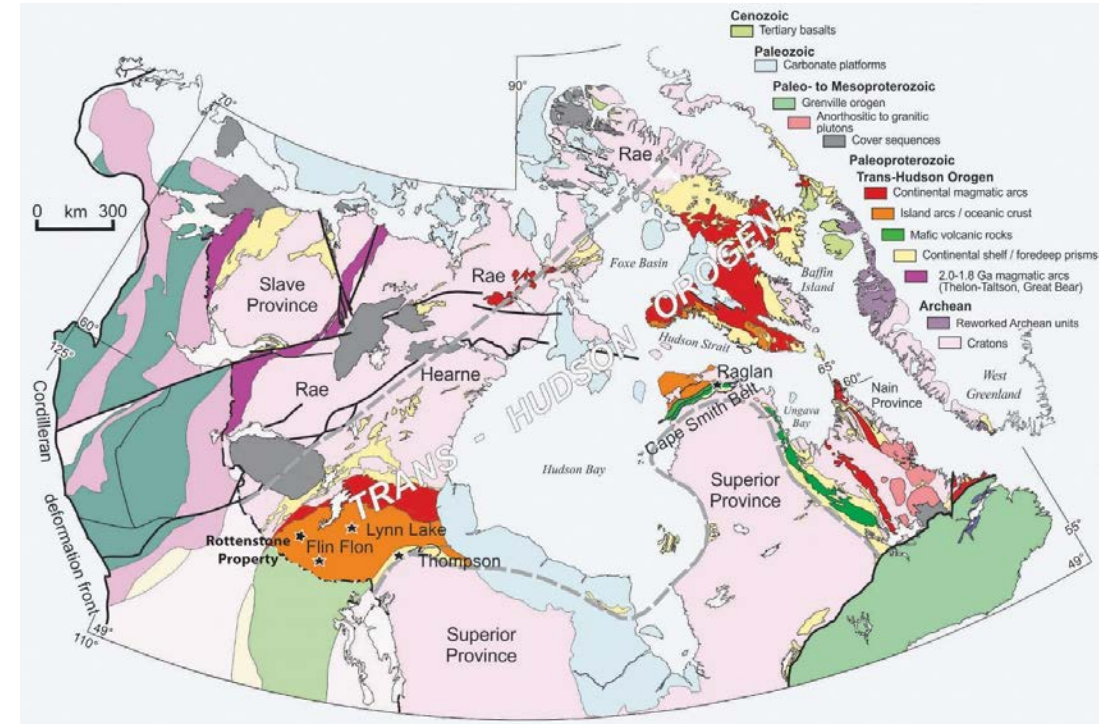 Cenozoic
Tertiary basalts
Paleozoic
Carbonate platforms
Paleo- to Mesoproterozoic
Grenville orogen
Anorthositic to granitic
plutons
Cover sequences
Paleoproterozoic
Trans-Hudson Orogen
Continental magmatic arcs
Island arcs / oceanic crust
Mafic volcanic rocks
Continental shelf / foredeep prisms
2.0-1.8 Ga magmatic arcs
(Thelon-Taltson, Great Bear)
Archean
Reworked Archean units
Cratons
90°
70°
Rae
0 km 300
Slave
Province
Rae
Foxe Basin
Baffin
Island
60°
125°
Hudson Strait
Rae
Hearne
Raglan
65°
60°
Nain
Province
West
Greenland
Cape Smith Belt
Ungava
Bay
TRANS - HUDSON OROGEN
Hudson Bay
Superior
Province
Cordilleran
deformation front
Rottenstone
Property
Lynn Lake
Flin Flon
Thompson
55°
49°
49°
110°
Superior
Province